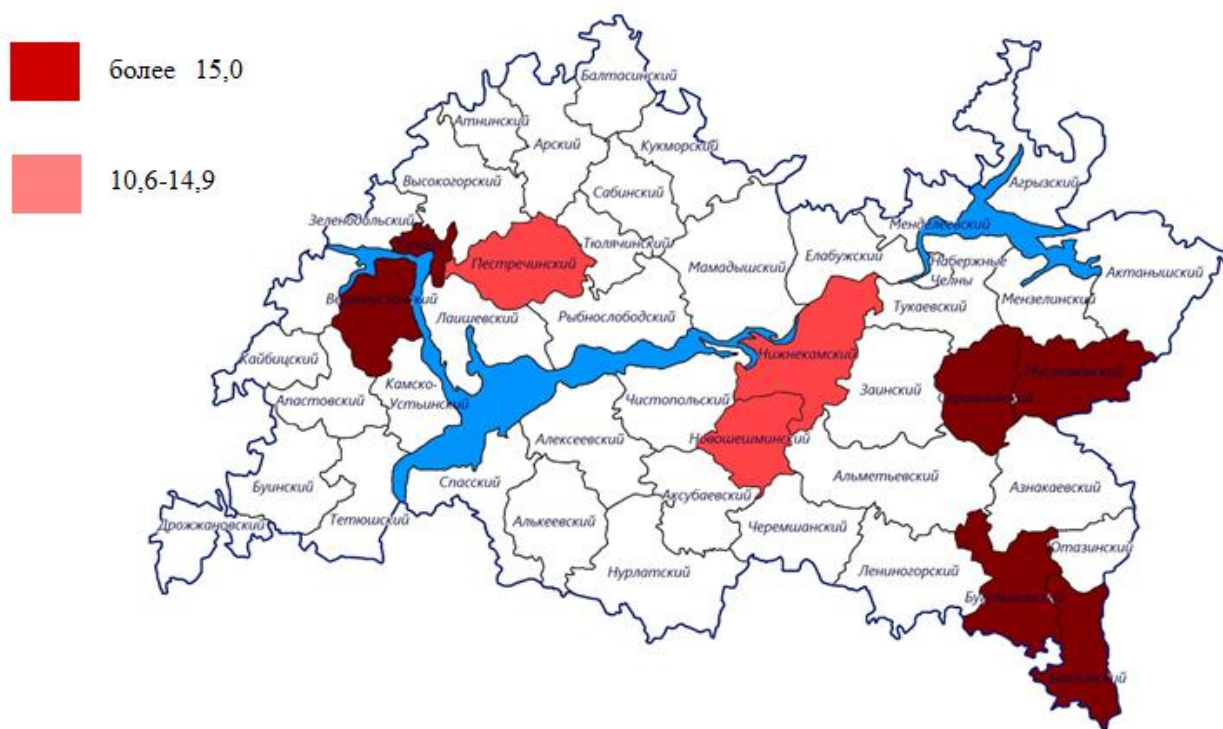 более 15,0
10,6-14,9
Балтасинский
Атнинский
Арский
Кукморский
Высокогорский
Сабинский
Агрызский
Зеленодольский
Менделеевский
Тюлячинский
Елабужский
Пестречинский
Мамадышский
Набержные
Челны
Актанышский
Мензелинский
Тукаевский
Лаишевский
Рыбнослободский
Кайбицский
Нижнекамский
Камско-
Устьинский
Заинский
Апастовский
Чистопольский
Алексеевский
Новошешминский
Альметьевский
Спасский
Буинский
Аксубаевский
Азнакаевский
Дрожжановский
Тетюшский
Алькеевский
Черемшанский
Отазинский
Нурлатский
Лениногорский